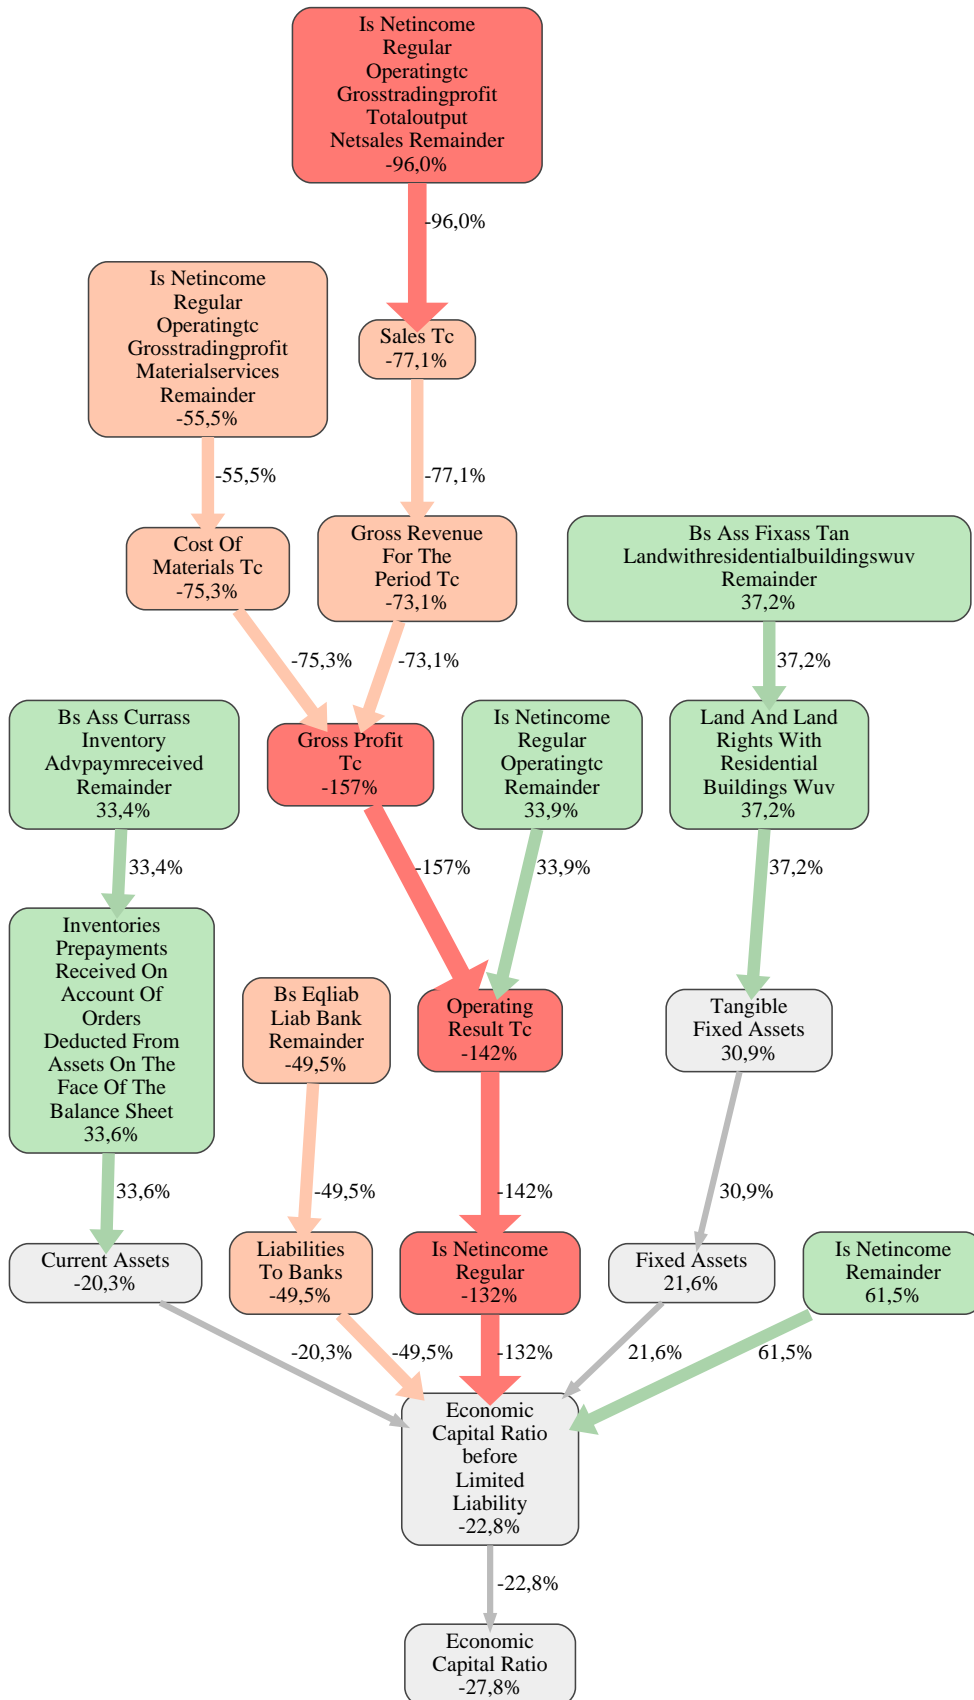 Is Netincome
Regular
Operatingtc
Grosstradingprofit
Totaloutput
Netsales Remainder
-96,0%
-96,0%
Is Netincome
Regular
Operatingtc
Grosstradingprofit
Materialservices
Remainder
-55,5%
Sales Tc
-77,1%
-55,5%
-77,1%
Cost Of
Materials Tc
-75,3%
Gross Revenue
For The
Period Tc
-73,1%
Bs Ass Fixass Tan
Landwithresidentialbuildingswuv
Remainder
37,2%
-75,3%
-73,1%
37,2%
Bs Ass Currass
Inventory
Advpaymreceived
Remainder
33,4%
Gross Profit
Tc
-157%
Is Netincome
Regular
Operatingtc
Remainder
33,9%
Land And Land
Rights With
Residential
Buildings Wuv
37,2%
33,4%
-157%
33,9%
37,2%
Inventories
Prepayments
Received On
Account Of
Orders
Deducted From
Assets On The
Face Of The
Balance Sheet
33,6%
Bs Eqliab
Liab Bank
Remainder
-49,5%
Operating
Result Tc
-142%
Tangible
Fixed Assets
30,9%
33,6%
-49,5%
-142%
30,9%
Current Assets
-20,3%
Liabilities
To Banks
-49,5%
Is Netincome
Regular
-132%
Fixed Assets
21,6%
Is Netincome
Remainder
61,5%
-20,3%
-49,5%
-132%
21,6%
61,5%
Economic
Capital Ratio
before
Limited
Liability
-22,8%
-22,8%
Economic
Capital Ratio
-27,8%